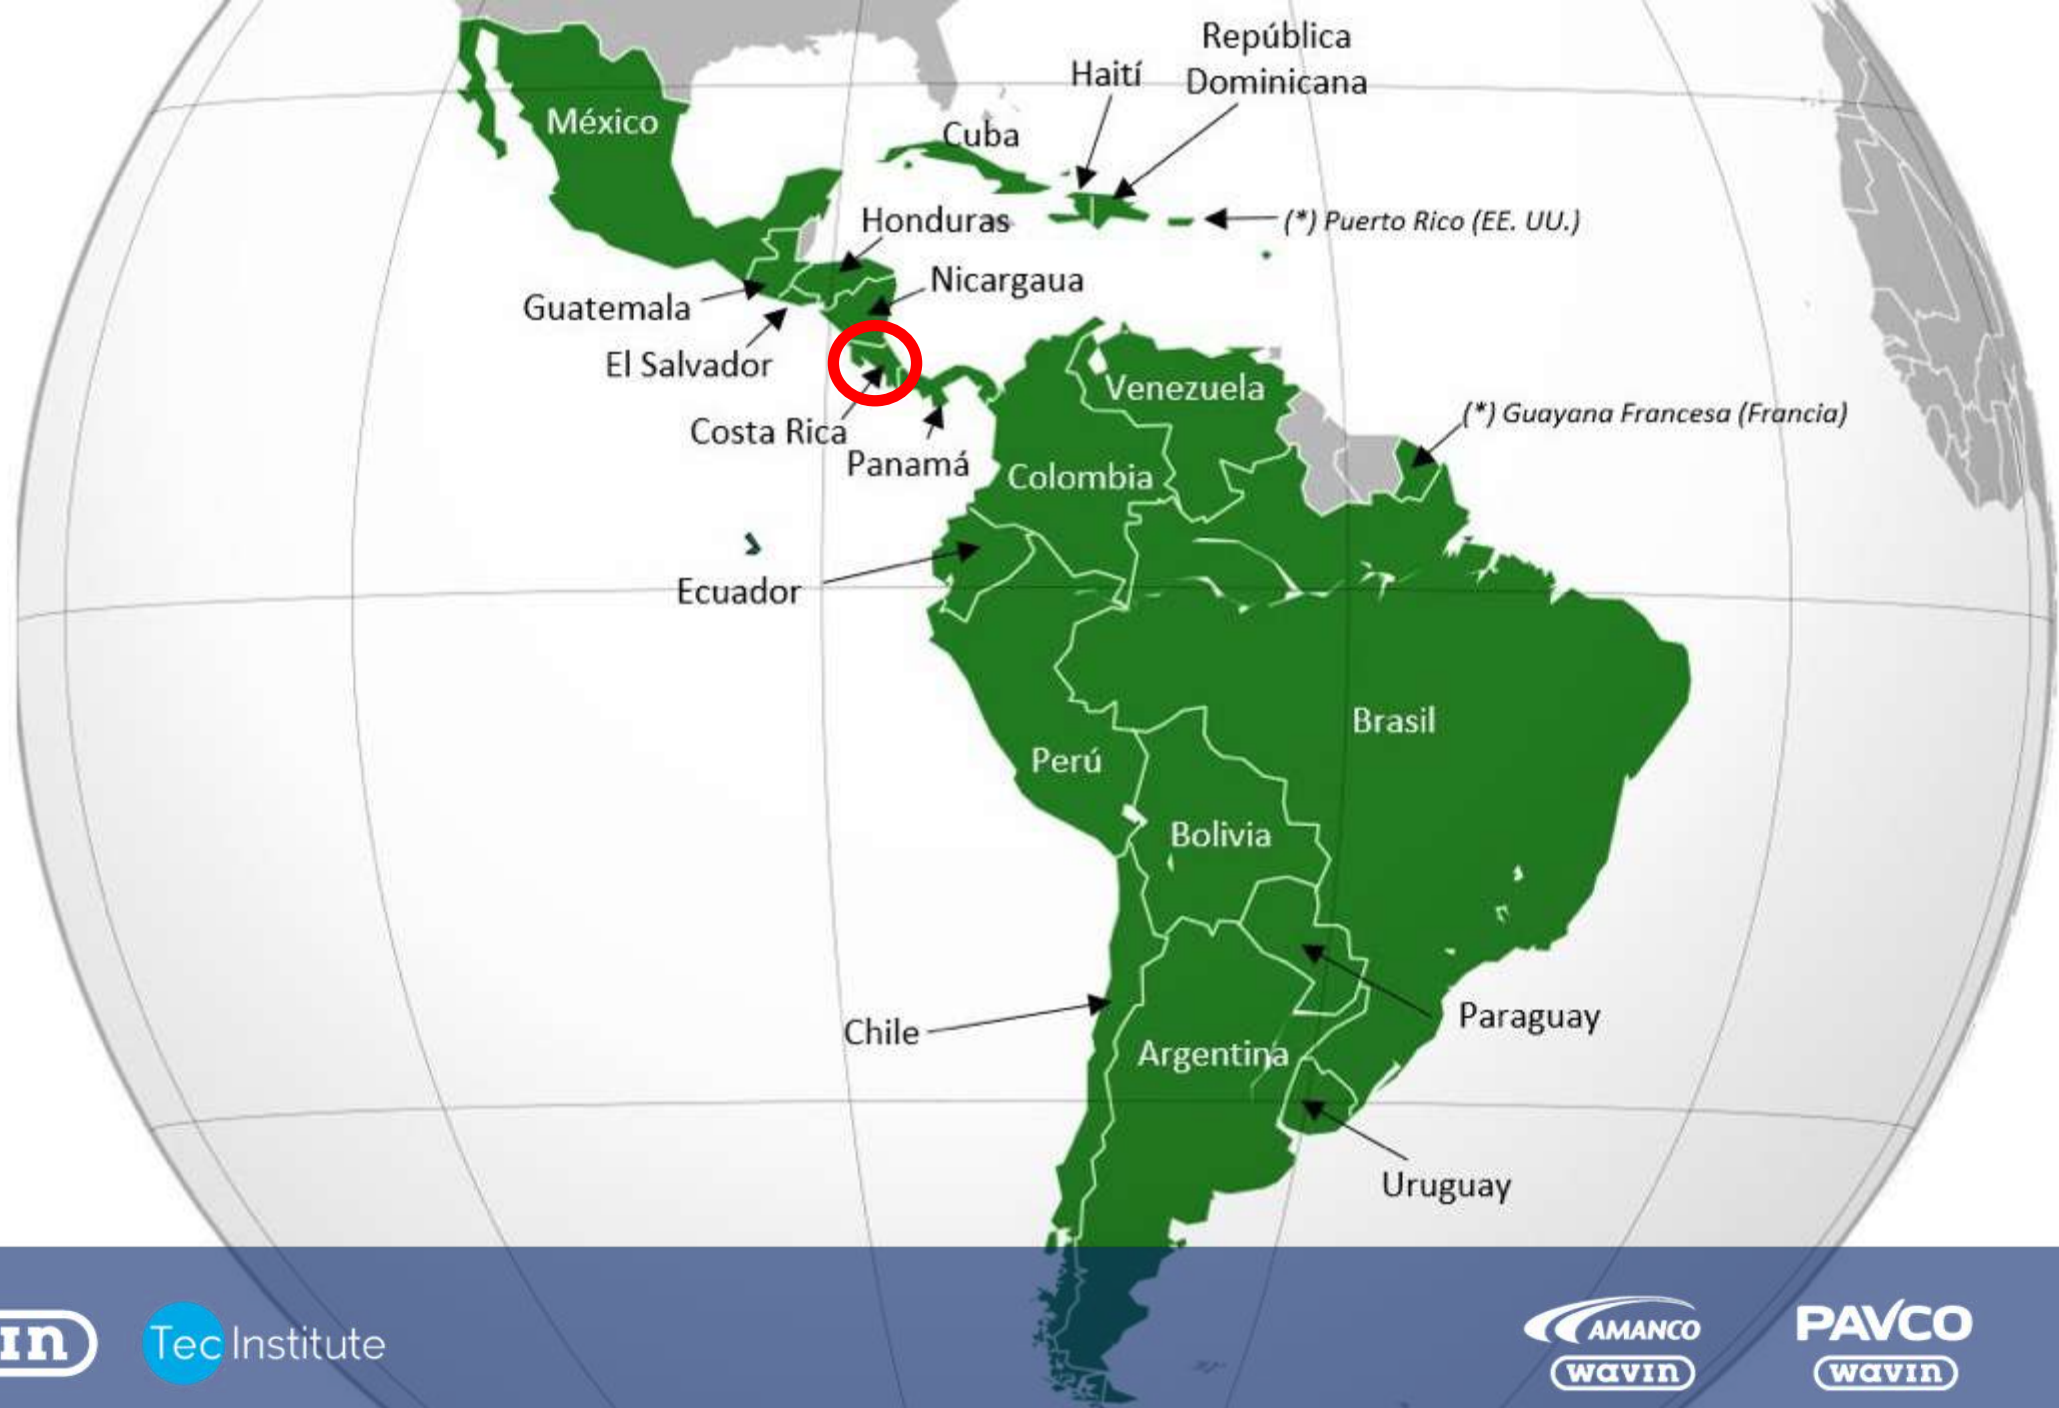 República
Haití Dominicana
México
Cuba
Honduras
(*) Puerto Rico (EE. UU.)
Nicargaua
Guatemala
El Salvador
Venezuela
(*) Guayana Francesa (Francia)
Costa Rica
Panamá
Colombia
Ecuador
Brasil
Perú
Bolivia
Paraguay
Chile
Argentina
Uruguay
in
Tec Institute
AMANCO
wavin
PAVCO
wavin